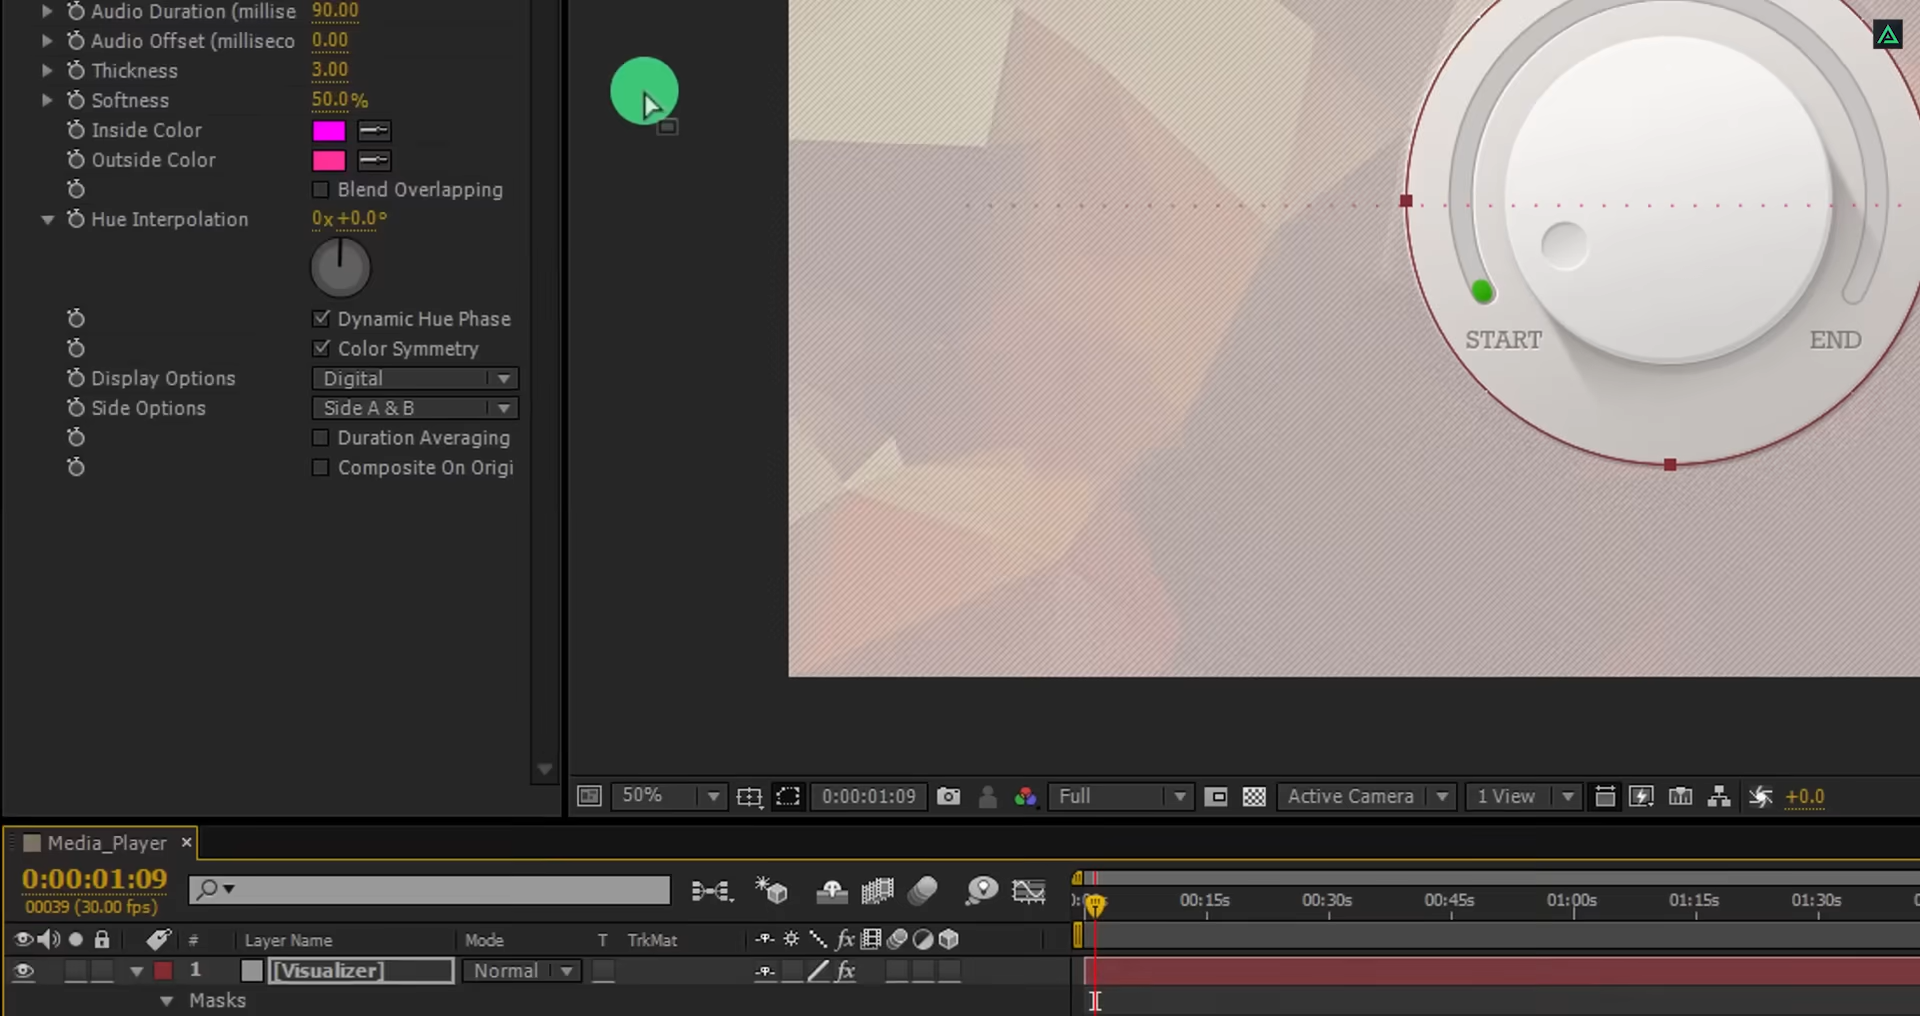 Audio Duration (millise 90.00
Audio Offset (milliseco 0.00
Thickness 3.00
Softness 50.0%
Inside Color
Outside Color
Blend Overlapping
Hue Interpolation 0x+0.0°
Dynamic Hue Phase
Color Symmetry
Display Options Digital
Side Options Side A & B
Duration Averaging
Composite On Origi
START END
50% 0:00:01:09 Full Active Camera 1 View +0.0
Media_Player ×
0:00:01:09
00039 (30.00 fps)
00:15s 00:30s 00:45s 01:00s 01:15s 01:30s
# Layer Name Mode T TrkMat fx
1 [Visualizer] Normal fx
Masks